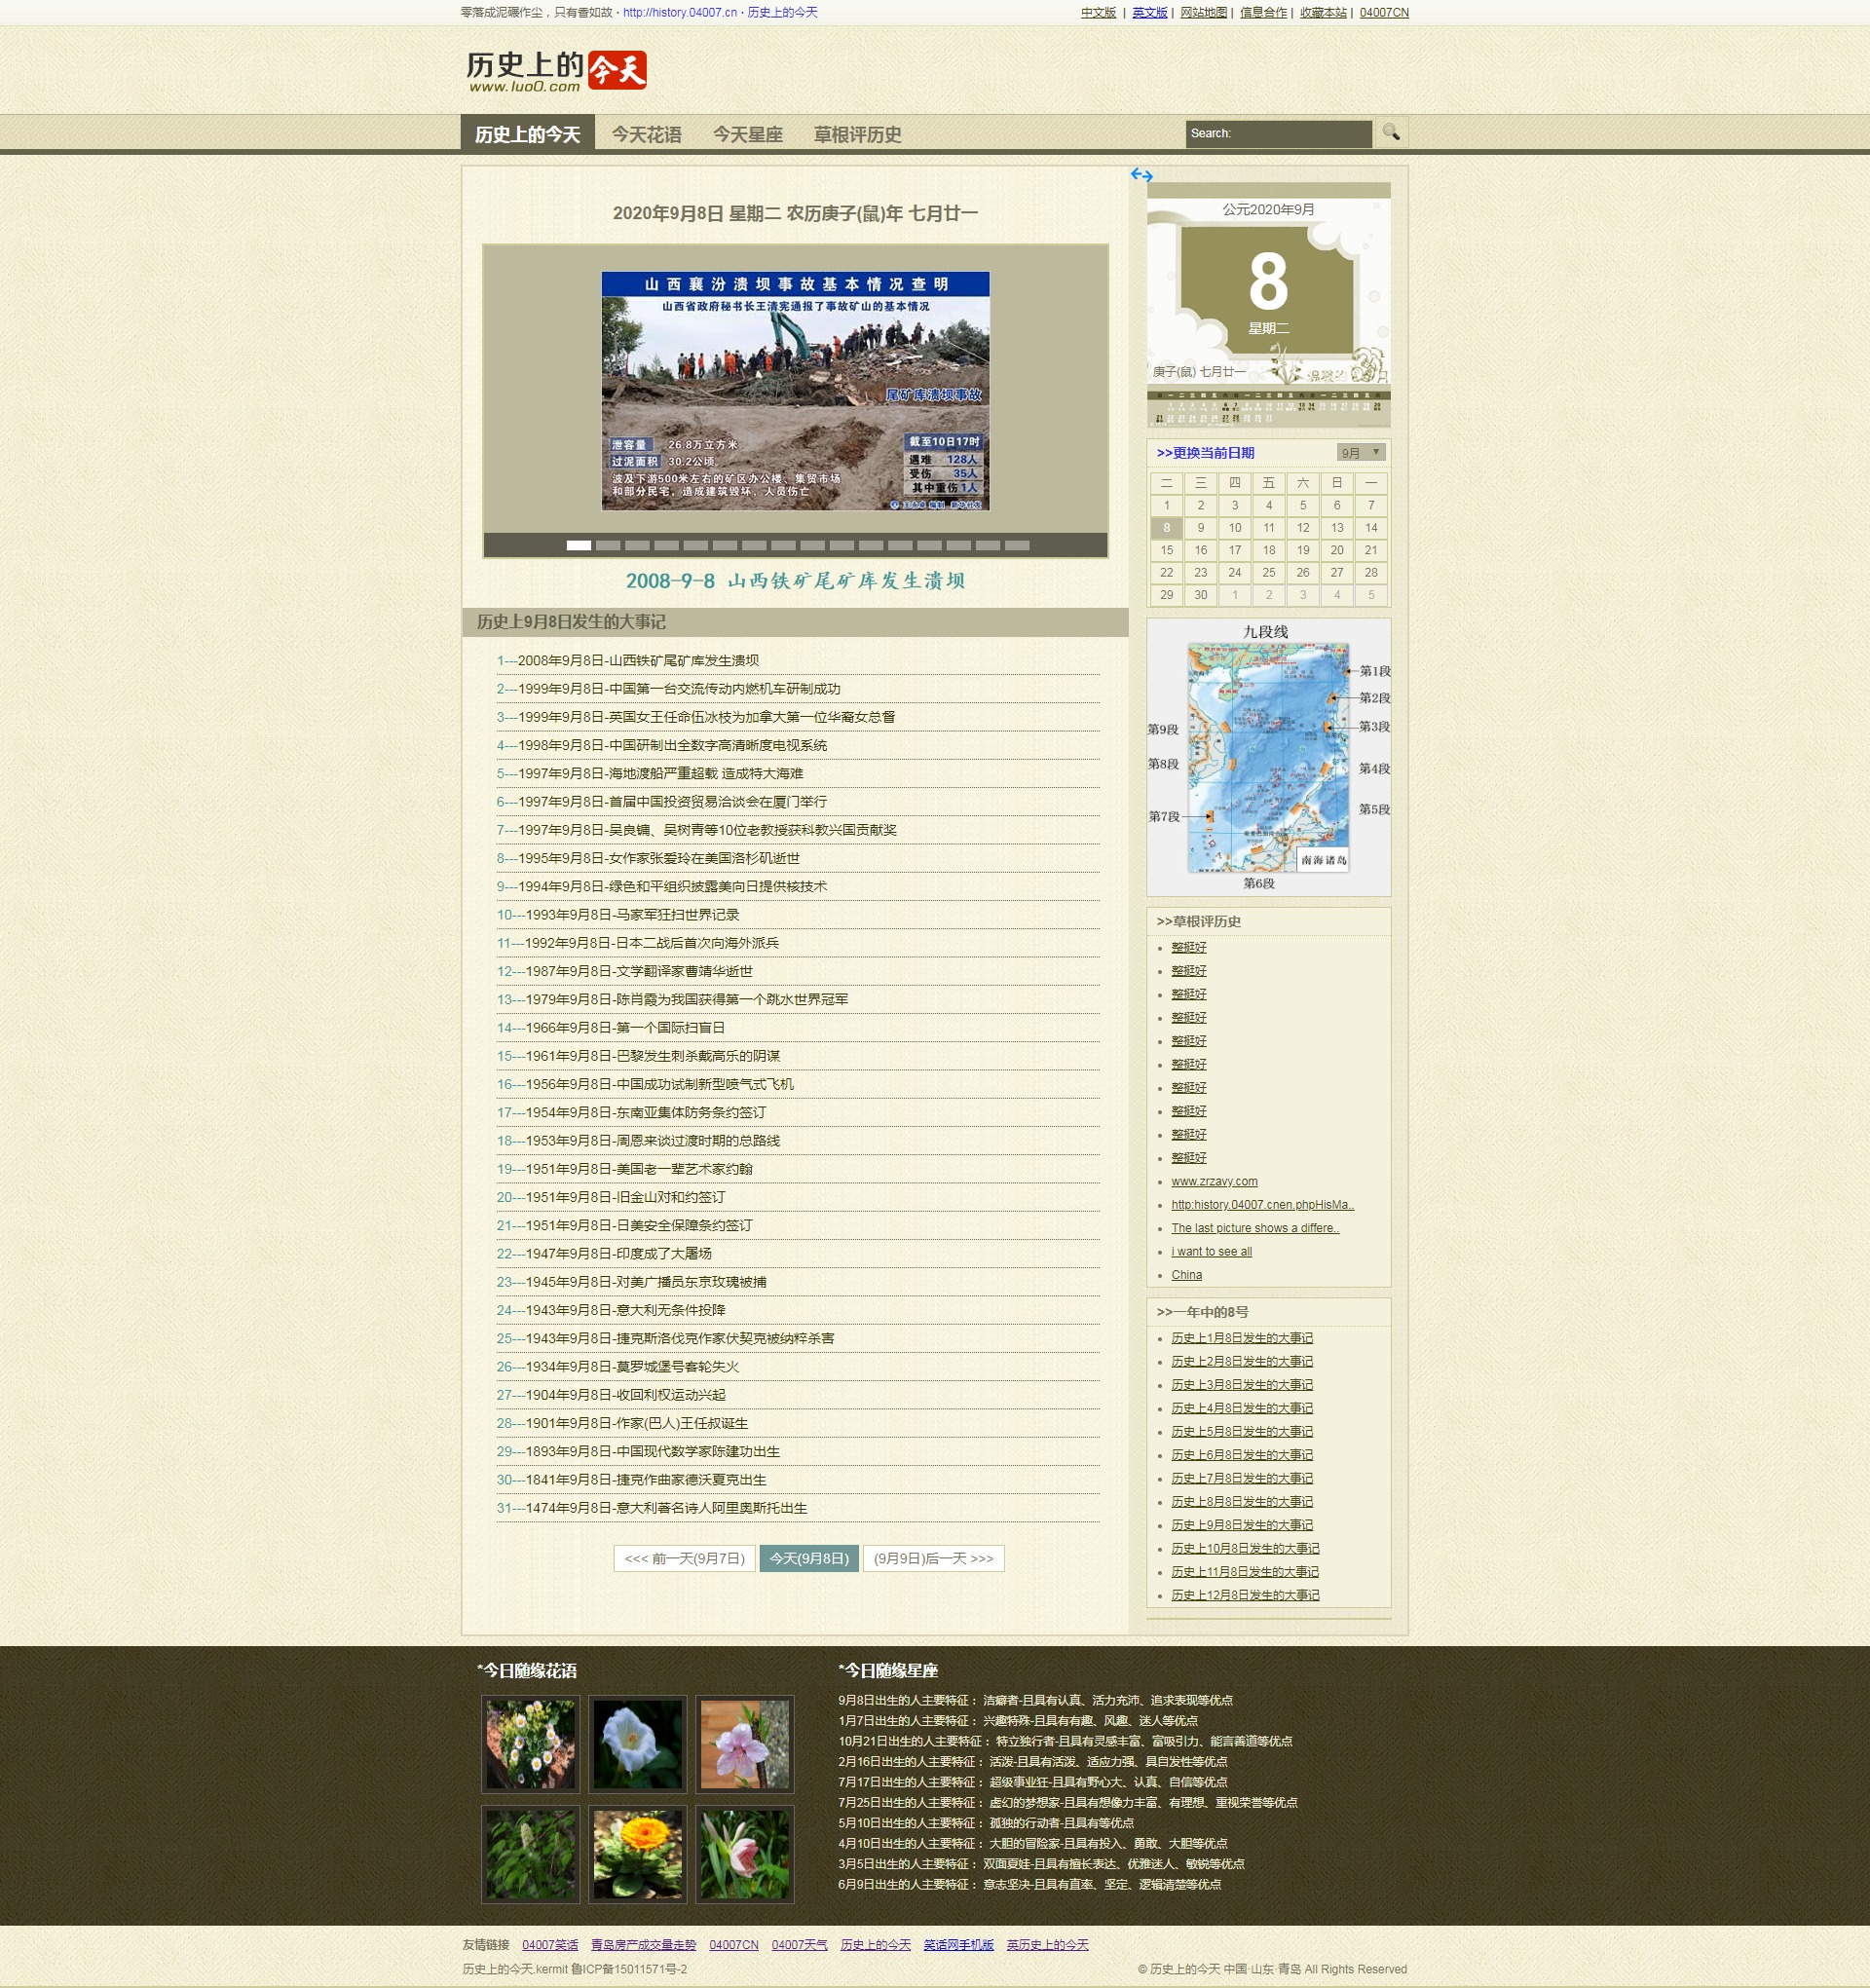 零落成泥碾作尘，只有香如故 · http://history.04007.cn · 历史上的今天
中文版 | 英文版 | 网站地图 | 信息合作 | 收藏本站 | 04007CN
历史上的今天
www.luo0.com
历史上的今天 今天花语 今天星座 草根评历史
Search:
2020年9月8日 星期二 农历庚子(鼠)年 七月廿一
山西襄汾溃坝事故基本情况查明
山西省政府秘书长王清宪通报了事故矿山的基本情况
尾矿库溃坝事故
泄容量 26.8万立方米
过泥面积 30.2公顷
波及下游500米左右的矿区办公楼、集贸市场
和部分民宅，造成建筑毁坏，人员伤亡
截至10日17时
遇难 128人
受伤 35人
其中重伤 1人
2008-9-8 山西铁矿尾矿库发生溃坝
历史上9月8日发生的大事记
1---2008年9月8日-山西铁矿尾矿库发生溃坝
2---1999年9月8日-中国第一台交流传动内燃机车研制成功
3---1999年9月8日-英国女王任命伍冰枝为加拿大第一位华裔女总督
4---1998年9月8日-中国研制出全数字高清晰度电视系统
5---1997年9月8日-海地渡船严重超载 造成特大海难
6---1997年9月8日-首届中国投资贸易洽谈会在厦门举行
7---1997年9月8日-吴良镛、吴树青等10位老教授获科教兴国贡献奖
8---1995年9月8日-女作家张爱玲在美国洛杉矶逝世
9---1994年9月8日-绿色和平组织披露美向日提供核技术
10---1993年9月8日-马家军狂扫世界记录
11---1992年9月8日-日本二战后首次向海外派兵
12---1987年9月8日-文学翻译家曹靖华逝世
13---1979年9月8日-陈肖霞为我国获得第一个跳水世界冠军
14---1966年9月8日-第一个国际扫盲日
15---1961年9月8日-巴黎发生刺杀戴高乐的阴谋
16---1956年9月8日-中国成功试制新型喷气式飞机
17---1954年9月8日-东南亚集体防务条约签订
18---1953年9月8日-周恩来谈过渡时期的总路线
19---1951年9月8日-美国老一辈艺术家约翰
20---1951年9月8日-旧金山对和约签订
21---1951年9月8日-日美安全保障条约签订
22---1947年9月8日-印度成了大屠场
23---1945年9月8日-对美广播员东京玫瑰被捕
24---1943年9月8日-意大利无条件投降
25---1943年9月8日-捷克斯洛伐克作家伏契克被纳粹杀害
26---1934年9月8日-莫罗城堡号客轮失火
27---1904年9月8日-收回利权运动兴起
28---1901年9月8日-作家(巴人)王任叔诞生
29---1893年9月8日-中国现代数学家陈建功出生
30---1841年9月8日-捷克作曲家德沃夏克出生
31---1474年9月8日-意大利著名诗人阿里奥斯托出生
<<< 前一天(9月7日) 今天(9月8日) (9月9日)后一天 >>>
公元2020年9月
8
星期二
庚子(鼠) 七月廿一
>>更换当前日期 9月
二 三 四 五 六 日 一
1 2 3 4 5 6 7
8 9 10 11 12 13 14
15 16 17 18 19 20 21
22 23 24 25 26 27 28
29 30 1 2 3 4 5
九段线
第1段
第2段
第3段
第9段
第8段
第4段
第5段
第7段
南海诸岛
第6段
>>草根评历史
整挺好
整挺好
整挺好
整挺好
整挺好
整挺好
整挺好
整挺好
整挺好
整挺好
www.zrzavy.com
http:history.04007.cnen.phpHisMa..
The last picture shows a differe..
i want to see all
China
>>一年中的8号
历史上1月8日发生的大事记
历史上2月8日发生的大事记
历史上3月8日发生的大事记
历史上4月8日发生的大事记
历史上5月8日发生的大事记
历史上6月8日发生的大事记
历史上7月8日发生的大事记
历史上8月8日发生的大事记
历史上9月8日发生的大事记
历史上10月8日发生的大事记
历史上11月8日发生的大事记
历史上12月8日发生的大事记
*今日随缘花语
*今日随缘星座
9月8日出生的人主要特征： 洁癖者-且具有认真、活力充沛、追求表现等优点
1月7日出生的人主要特征： 兴趣特殊-且具有有趣、风趣、迷人等优点
10月21日出生的人主要特征： 特立独行者-且具有灵感丰富、富吸引力、能言善道等优点
2月16日出生的人主要特征： 活泼-且具有活泼、适应力强、具自发性等优点
7月17日出生的人主要特征： 超级事业狂-且具有野心大、认真、自信等优点
7月25日出生的人主要特征： 虚幻的梦想家-且具有想像力丰富、有理想、重视荣誉等优点
5月10日出生的人主要特征： 孤独的行动者-且具有等优点
4月10日出生的人主要特征： 大胆的冒险家-且具有投入、勇敢、大胆等优点
3月5日出生的人主要特征： 双面夏娃-且具有擅长表达、优雅迷人、敏锐等优点
6月9日出生的人主要特征： 意志坚决-且具有直率、坚定、逻辑清楚等优点
友情链接 04007笑话 青岛房产成交量走势 04007CN 04007天气 历史上的今天 笑话网手机版 英历史上的今天
历史上的今天.kermit 鲁ICP备15011571号-2
© 历史上的今天 中国·山东·青岛 All Rights Reserved